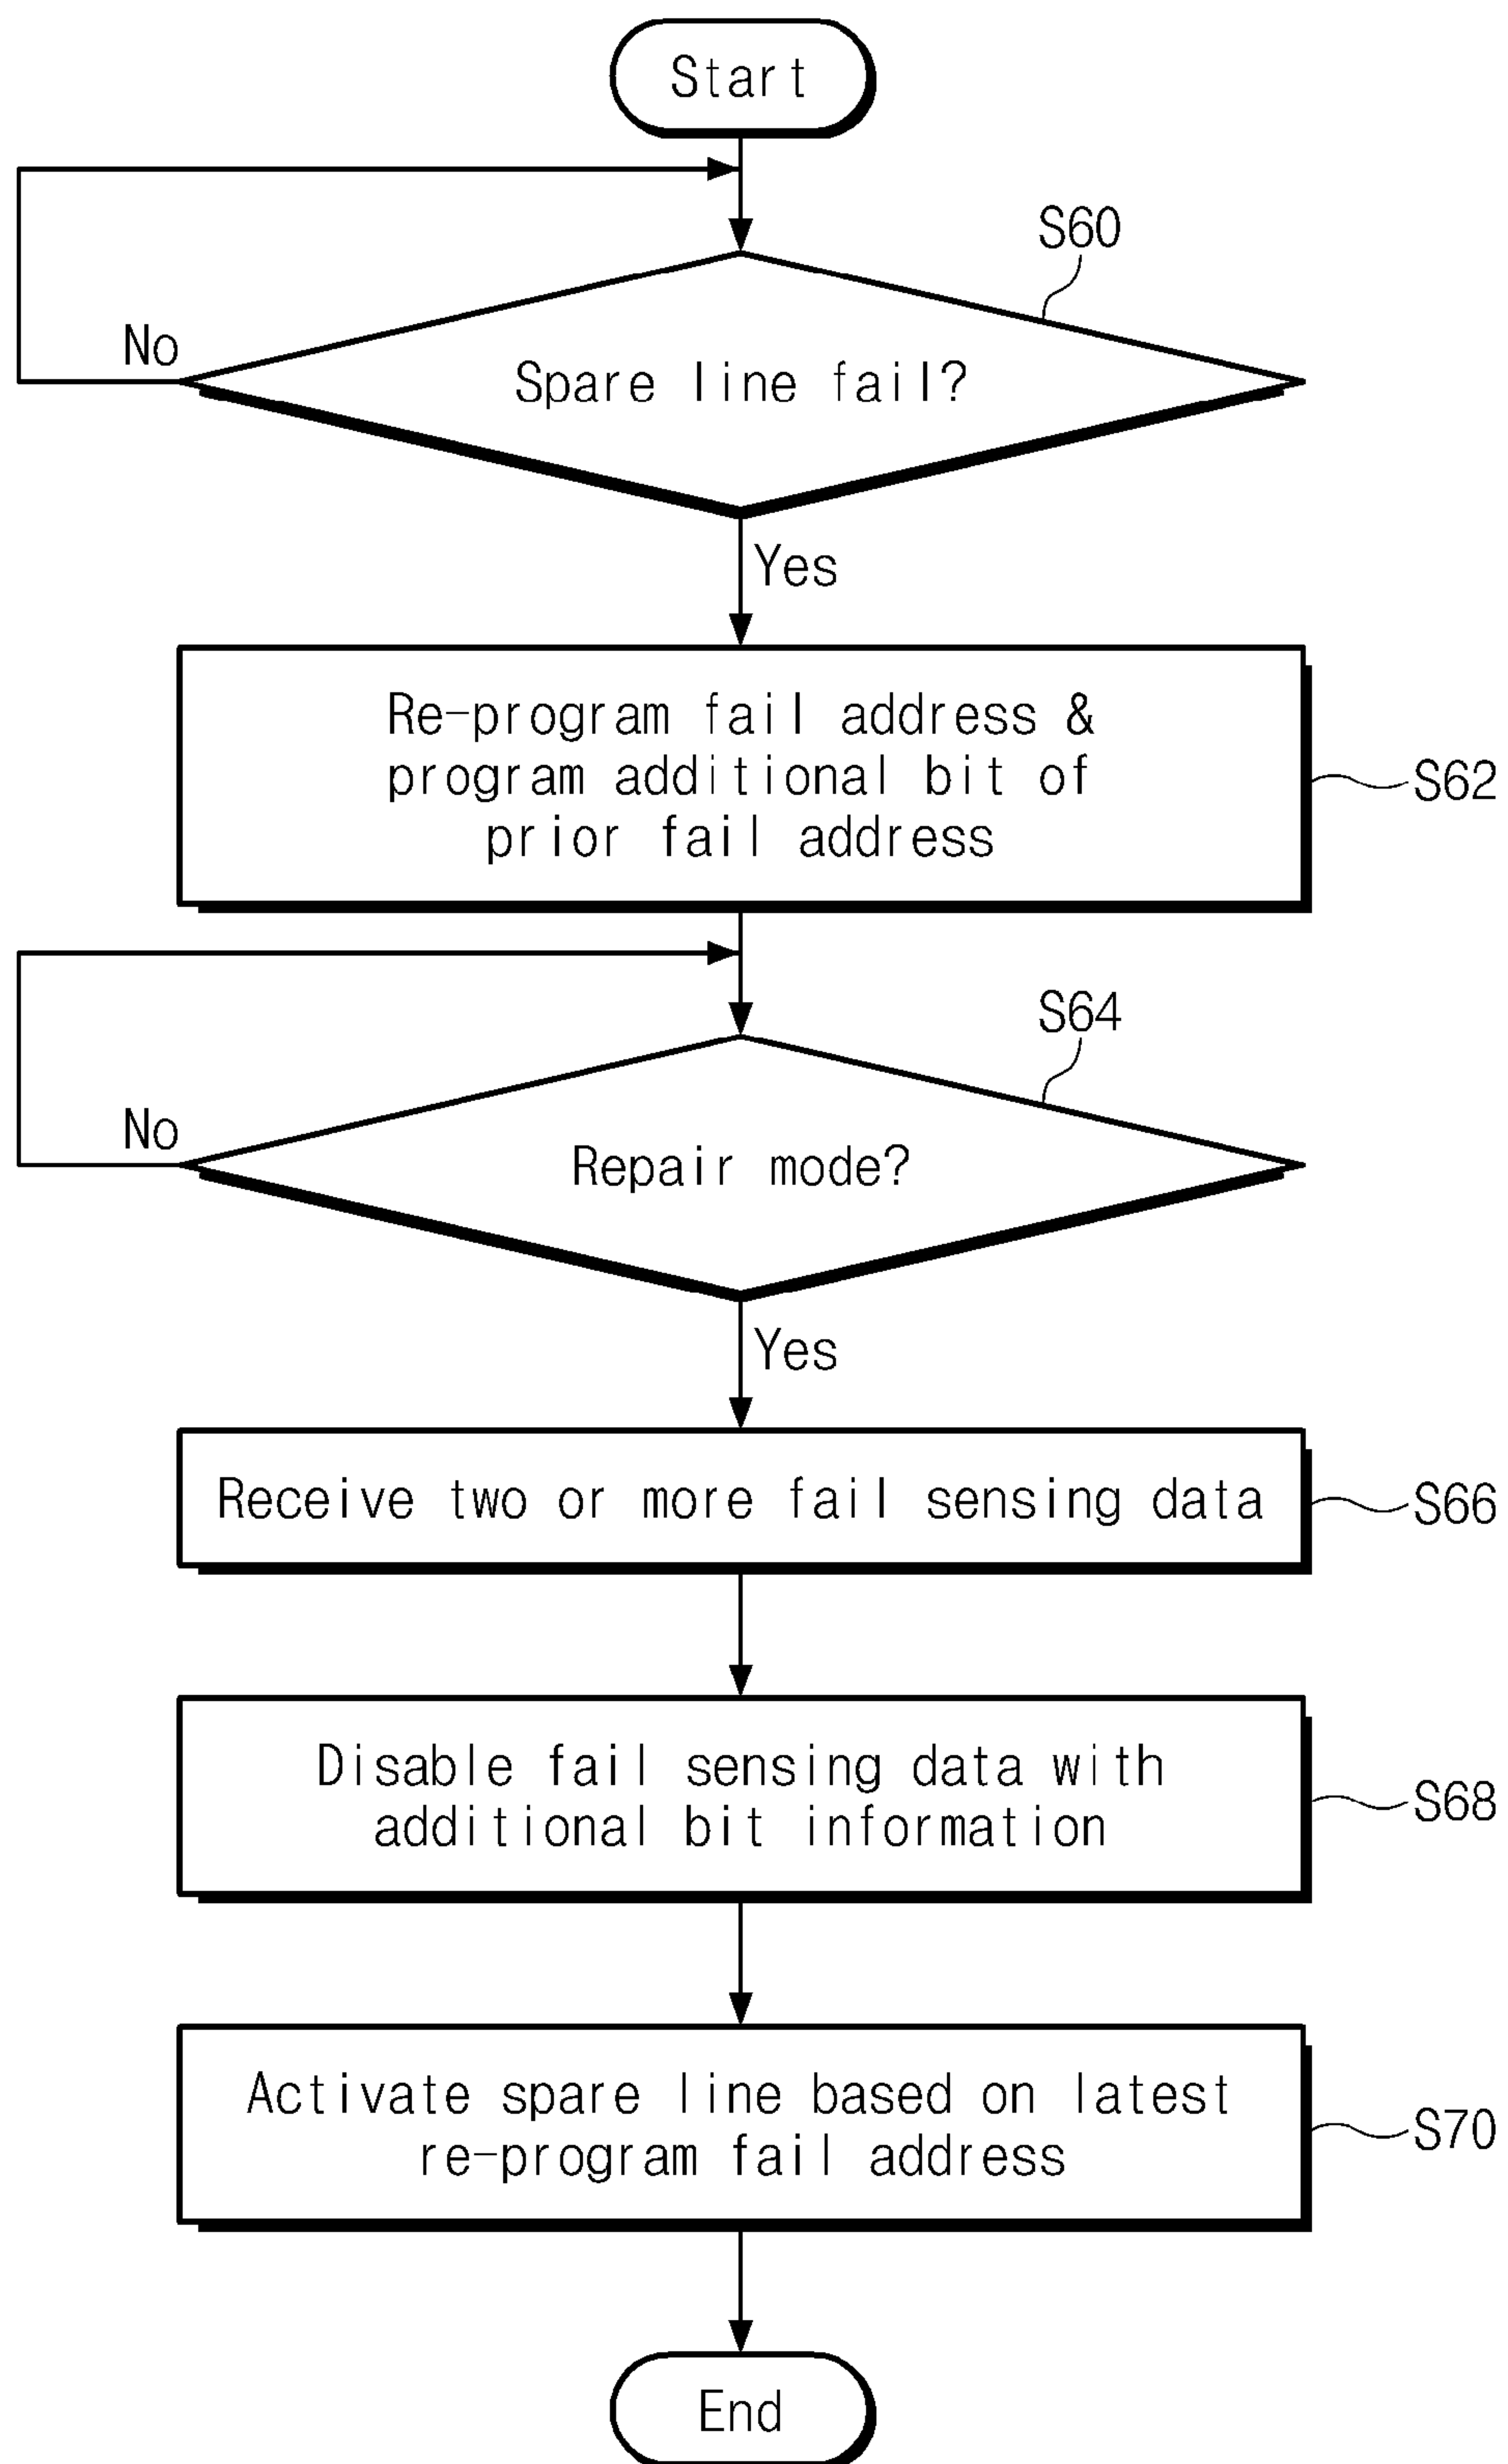 Start
S60
No
Spare line fail?
Yes
Re-program fail address &
program additional bit of
prior fail address
S62
S64
No
Repair mode?
Yes
Receive two or more fail sensing data
S66
Disable fail sensing data with
additional bit information
S68
Activate spare line based on latest
re-program fail address
S70
End